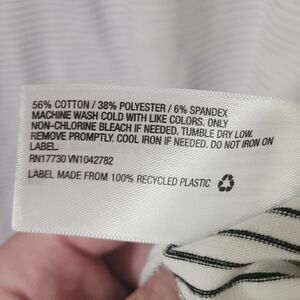 56% COTTON / 38% POLYESTER / 6% SPANDEX
MACHINE WASH COLD WITH LIKE COLORS. ONLY
NON-CHLORINE BLEACH IF NEEDED. TUMBLE DRY LOW.
REMOVE PROMPTLY. COOL IRON IF NEEDED. DO NOT IRON ON
LABEL.
RN17730 VN1042782
LABEL MADE FROM 100% RECYCLED PLASTIC